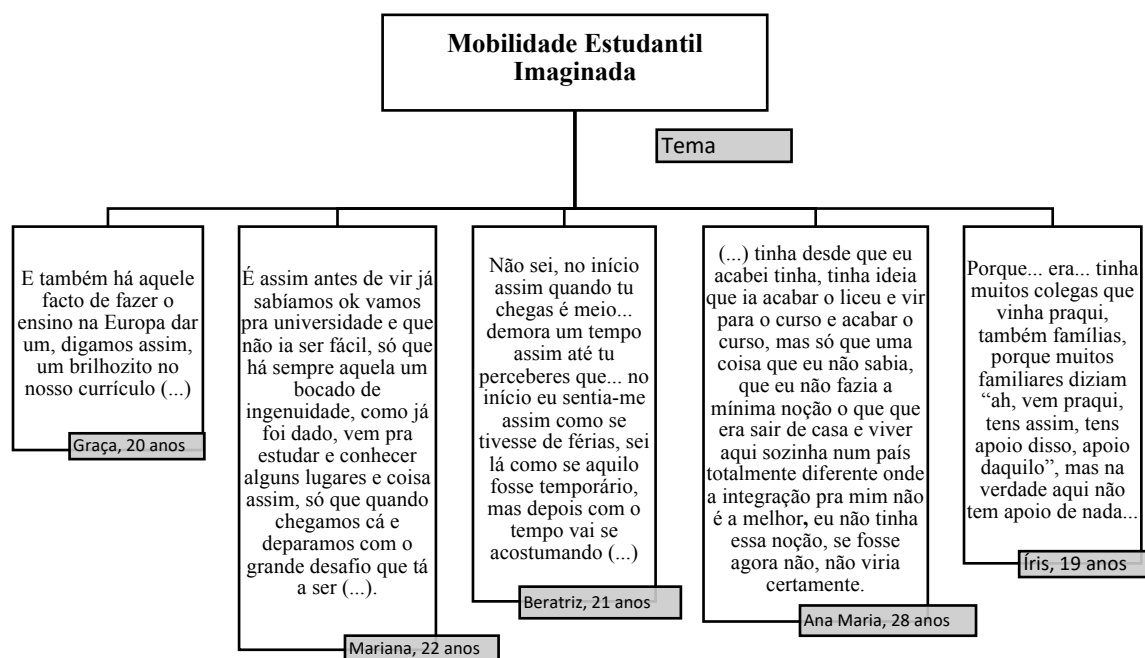 Mobilidade Estudantil
Imaginada
Tema
E também há aquele
facto de fazer o
ensino na Europa dar
um, digamos assim,
um brilhozito no
nosso currículo (...)
Graça, 20 anos
É assim antes de vir já
sabíamos ok vamos
pra universidade e que
não ia ser fácil, só que
há sempre aquela um
bocado de
ingenuidade, como já
foi dado, vem pra
estudar e conhecer
alguns lugares e coisa
assim, só que quando
chegamos cá e
deparamos com o
grande desafio que tá
a ser (...).
Mariana, 22 anos
Não sei, no início
assim quando tu
chegas é meio...
demora um tempo
assim até tu
perceberes que... no
início eu sentia-me
assim como se
tivesse de férias, sei
lá como se aquilo
fosse temporário,
mas depois com o
tempo vai se
acostumando (...)
Beratriz, 21 anos
(...) tinha desde que eu
acabei tinha, tinha ideia
que ia acabar o liceu e vir
para o curso e acabar o
curso, mas só que uma
coisa que eu não sabia,
que eu não fazia a
mínima noção o que que
era sair de casa e viver
aqui sozinha num país
totalmente diferente onde
a integração pra mim não
é a melhor, eu não tinha
essa noção, se fosse
agora não, não viria
certamente.
Ana Maria, 28 anos
Porque... era... tinha
muitos colegas que
vinha praqui,
também famílias,
porque muitos
familiares diziam
“ah, vem praqui,
tens assim, tens
apoio disso, apoio
daquilo”, mas na
verdade aqui não
tem apoio de nada...
Íris, 19 anos